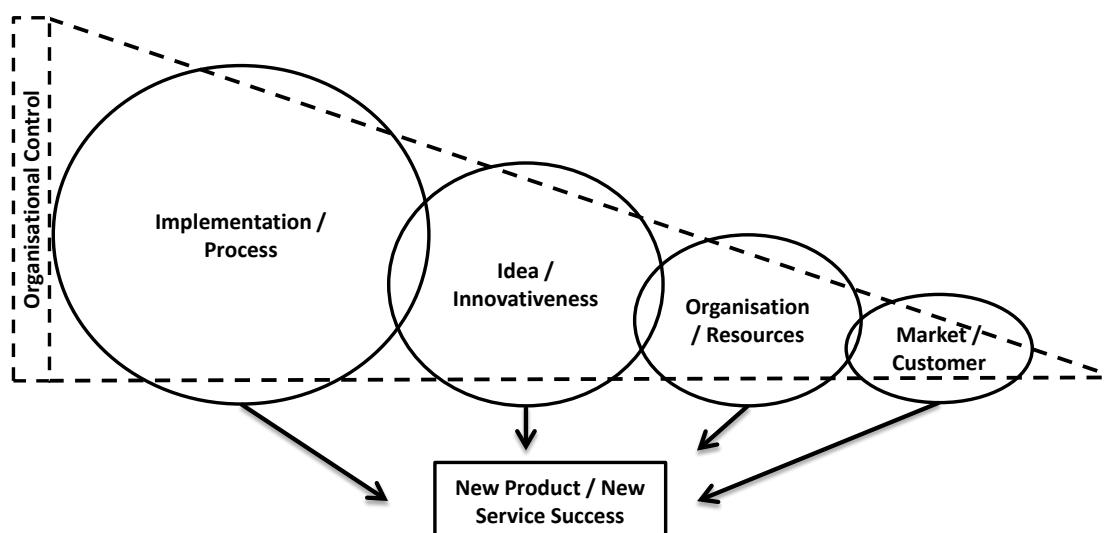 Organisational Control
Implementation /
Process
Idea /
Innovativeness
Organisation
/ Resources
Market /
Customer
New Product / New
Service Success